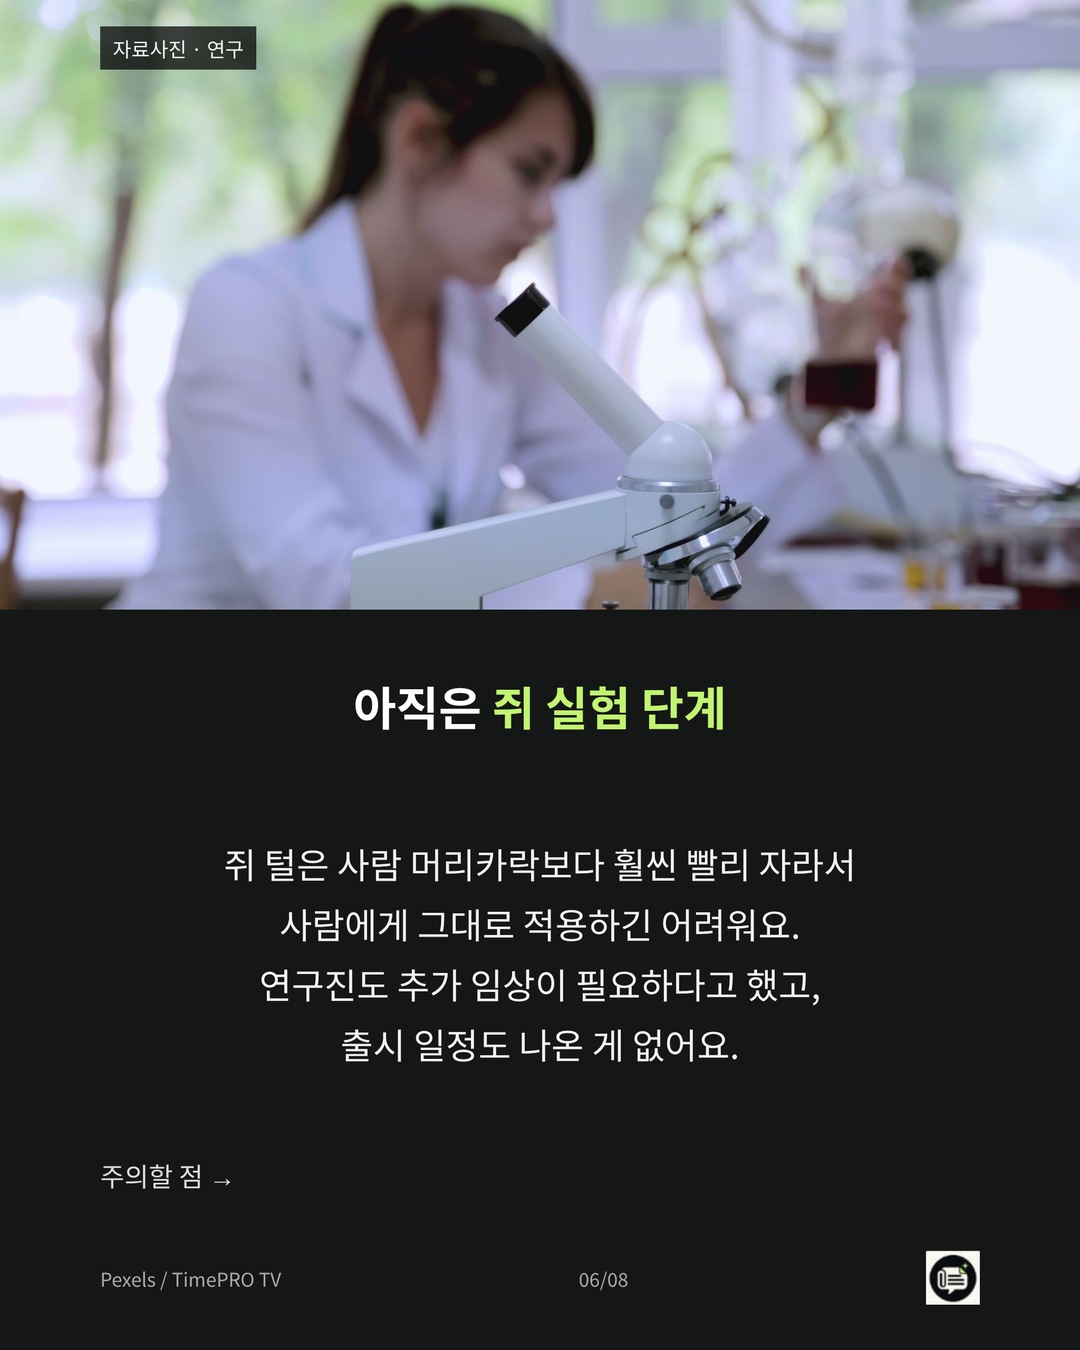 자료사진 · 연구
아직은 쥐 실험 단계
쥐 털은 사람 머리카락보다 훨씬 빨리 자라서
사람에게 그대로 적용하긴 어려워요.
연구진도 추가 임상이 필요하다고 했고,
출시 일정도 나온 게 없어요.
주의할 점 →
Pexels / TimePRO TV
06/08